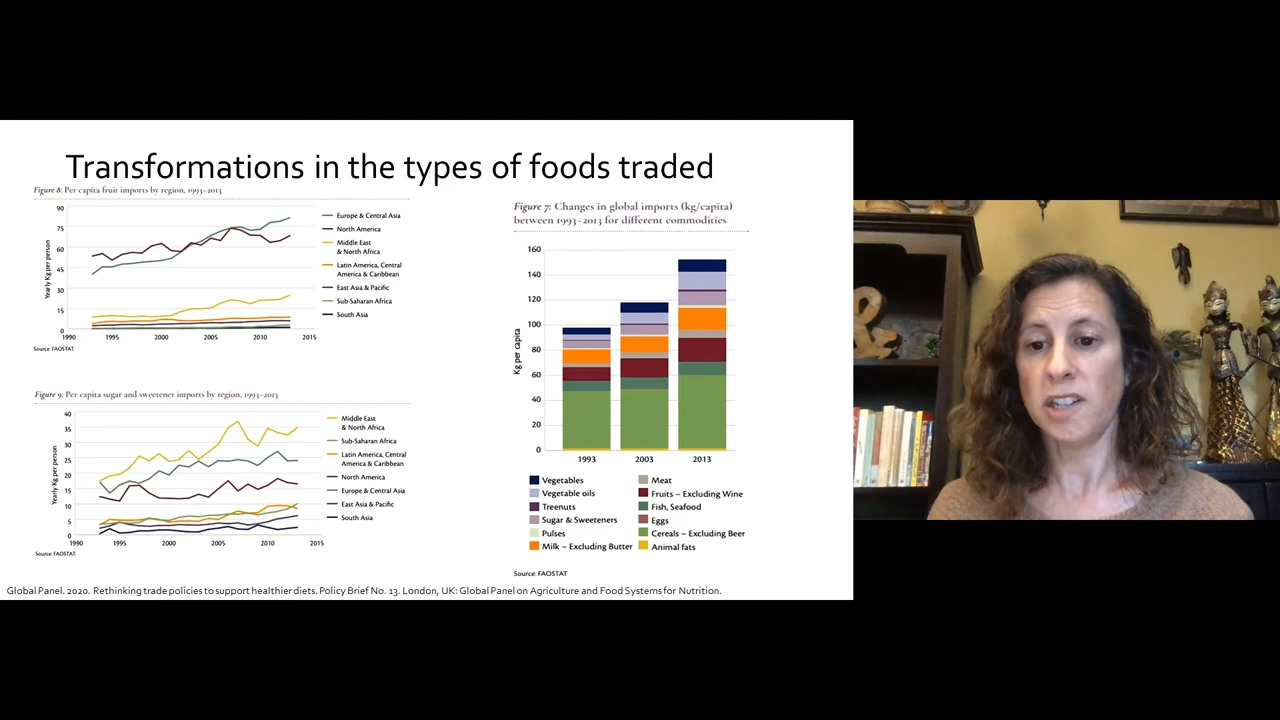 Transformations in the types of foods traded
Figure 8: Per capita fruit imports by region, 1993–2013
90
75
60
45
30
15
0
Yearly Kg per person
1990
1995
2000
2005
2010
2015
Europe & Central Asia
North America
Middle East
& North Africa
Latin America, Central
America & Caribbean
East Asia & Pacific
Sub-Saharan Africa
South Asia
Source: FAOSTAT.
Figure 9: Per capita sugar and sweetener imports by region, 1993–2013
40
35
30
25
20
15
10
5
0
Yearly Kg per person
1990
1995
2000
2005
2010
2015
Middle East
& North Africa
Sub-Saharan Africa
Latin America, Central
America & Caribbean
North America
Europe & Central Asia
East Asia & Pacific
South Asia
Source: FAOSTAT.
Figure 7: Changes in global imports (kg/capita)
between 1993–2013 for different commodities
160
140
120
100
80
60
40
20
0
Kg per capita
1993
2003
2013
Vegetables
Vegetable oils
Treenuts
Sugar & Sweeteners
Pulses
Milk – Excluding Butter
Meat
Fruits – Excluding Wine
Fish, Seafood
Eggs
Cereals – Excluding Beer
Animal fats
Source: FAOSTAT
Global Panel. 2020. Rethinking trade policies to support healthier diets. Policy Brief No. 13. London, UK: Global Panel on Agriculture and Food Systems for Nutrition.